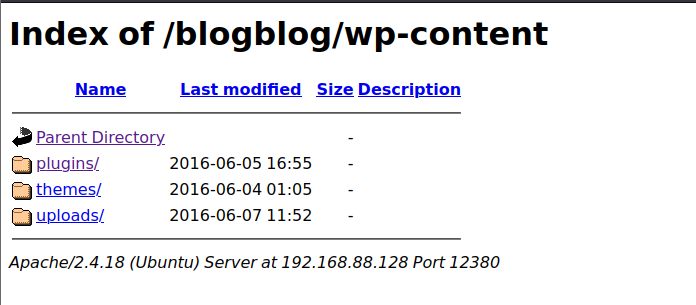 Index of /blogblog/wp-content
Name Last modified Size Description
Parent Directory -
plugins/ 2016-06-05 16:55 -
themes/ 2016-06-04 01:05 -
uploads/ 2016-06-07 11:52 -
Apache/2.4.18 (Ubuntu) Server at 192.168.88.128 Port 12380